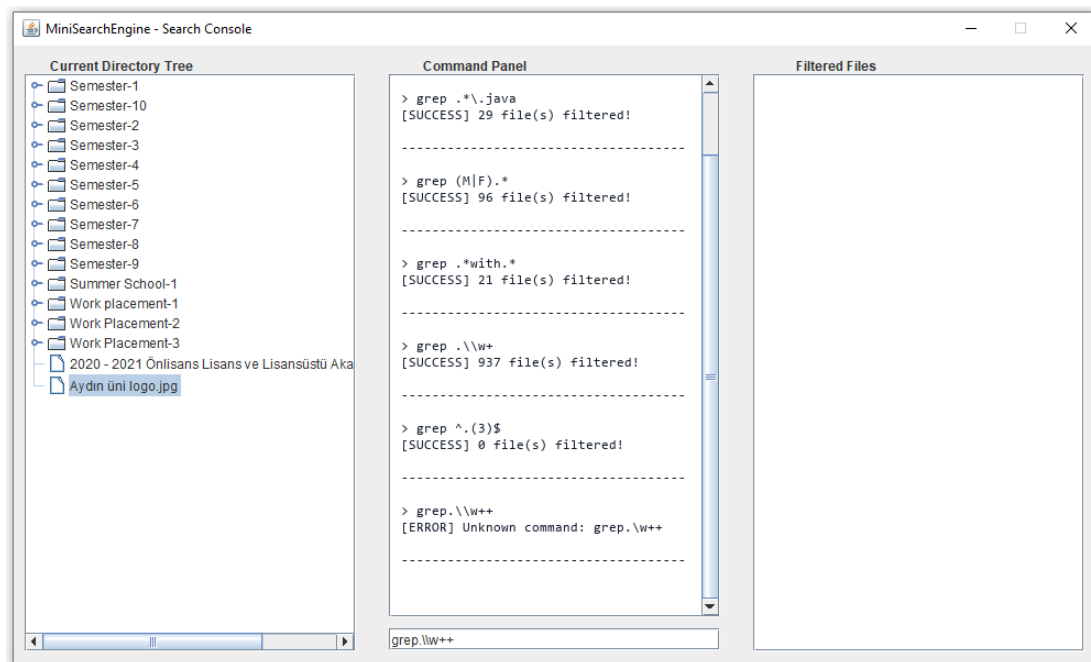 MiniSearchEngine - Search Console
Current Directory Tree
Semester-1
Semester-10
Semester-2
Semester-3
Semester-4
Semester-5
Semester-6
Semester-7
Semester-8
Semester-9
Summer School-1
Work placement-1
Work Placement-2
Work Placement-3
2020 - 2021 Önlisans Lisans ve Lisansüstü Aka
Aydın üni logo.jpg
Command Panel
> grep .*\.java
[SUCCESS] 29 file(s) filtered!
-------------------------------------
> grep (M|F).*
[SUCCESS] 96 file(s) filtered!
-------------------------------------
> grep .*with.*
[SUCCESS] 21 file(s) filtered!
-------------------------------------
> grep .\\w+
[SUCCESS] 937 file(s) filtered!
-------------------------------------
> grep ^.(3)$
[SUCCESS] 0 file(s) filtered!
-------------------------------------
> grep.\\w++
[ERROR] Unknown command: grep.\w++
-------------------------------------
grep.\\w++
Filtered Files